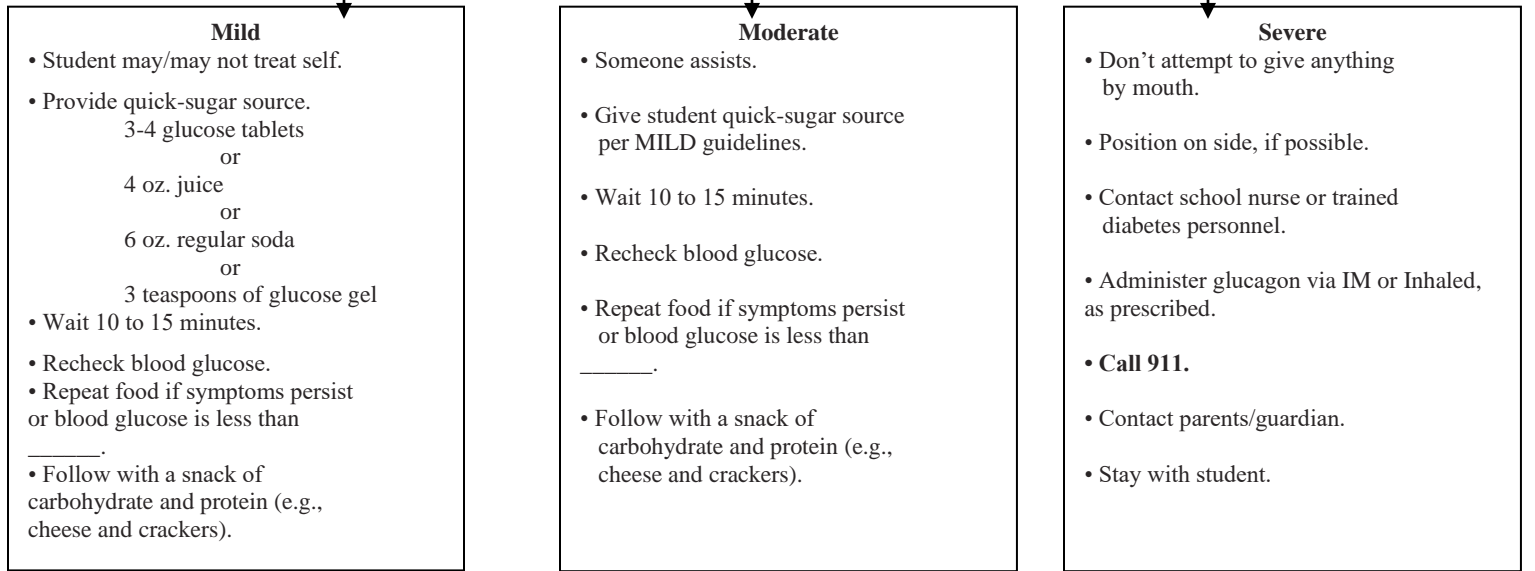 Mild
• Student may/may not treat self.
• Provide quick-sugar source.
3-4 glucose tablets
or
4 oz. juice
or
6 oz. regular soda
or
3 teaspoons of glucose gel
• Wait 10 to 15 minutes.
• Recheck blood glucose.
• Repeat food if symptoms persist
or blood glucose is less than
______.
• Follow with a snack of
carbohydrate and protein (e.g.,
cheese and crackers).
Moderate
• Someone assists.
• Give student quick-sugar source
per MILD guidelines.
• Wait 10 to 15 minutes.
• Recheck blood glucose.
• Repeat food if symptoms persist
or blood glucose is less than
______.
• Follow with a snack of
carbohydrate and protein (e.g.,
cheese and crackers).
Severe
• Don’t attempt to give anything
by mouth.
• Position on side, if possible.
• Contact school nurse or trained
diabetes personnel.
• Administer glucagon via IM or Inhaled,
as prescribed.
• Call 911.
• Contact parents/guardian.
• Stay with student.